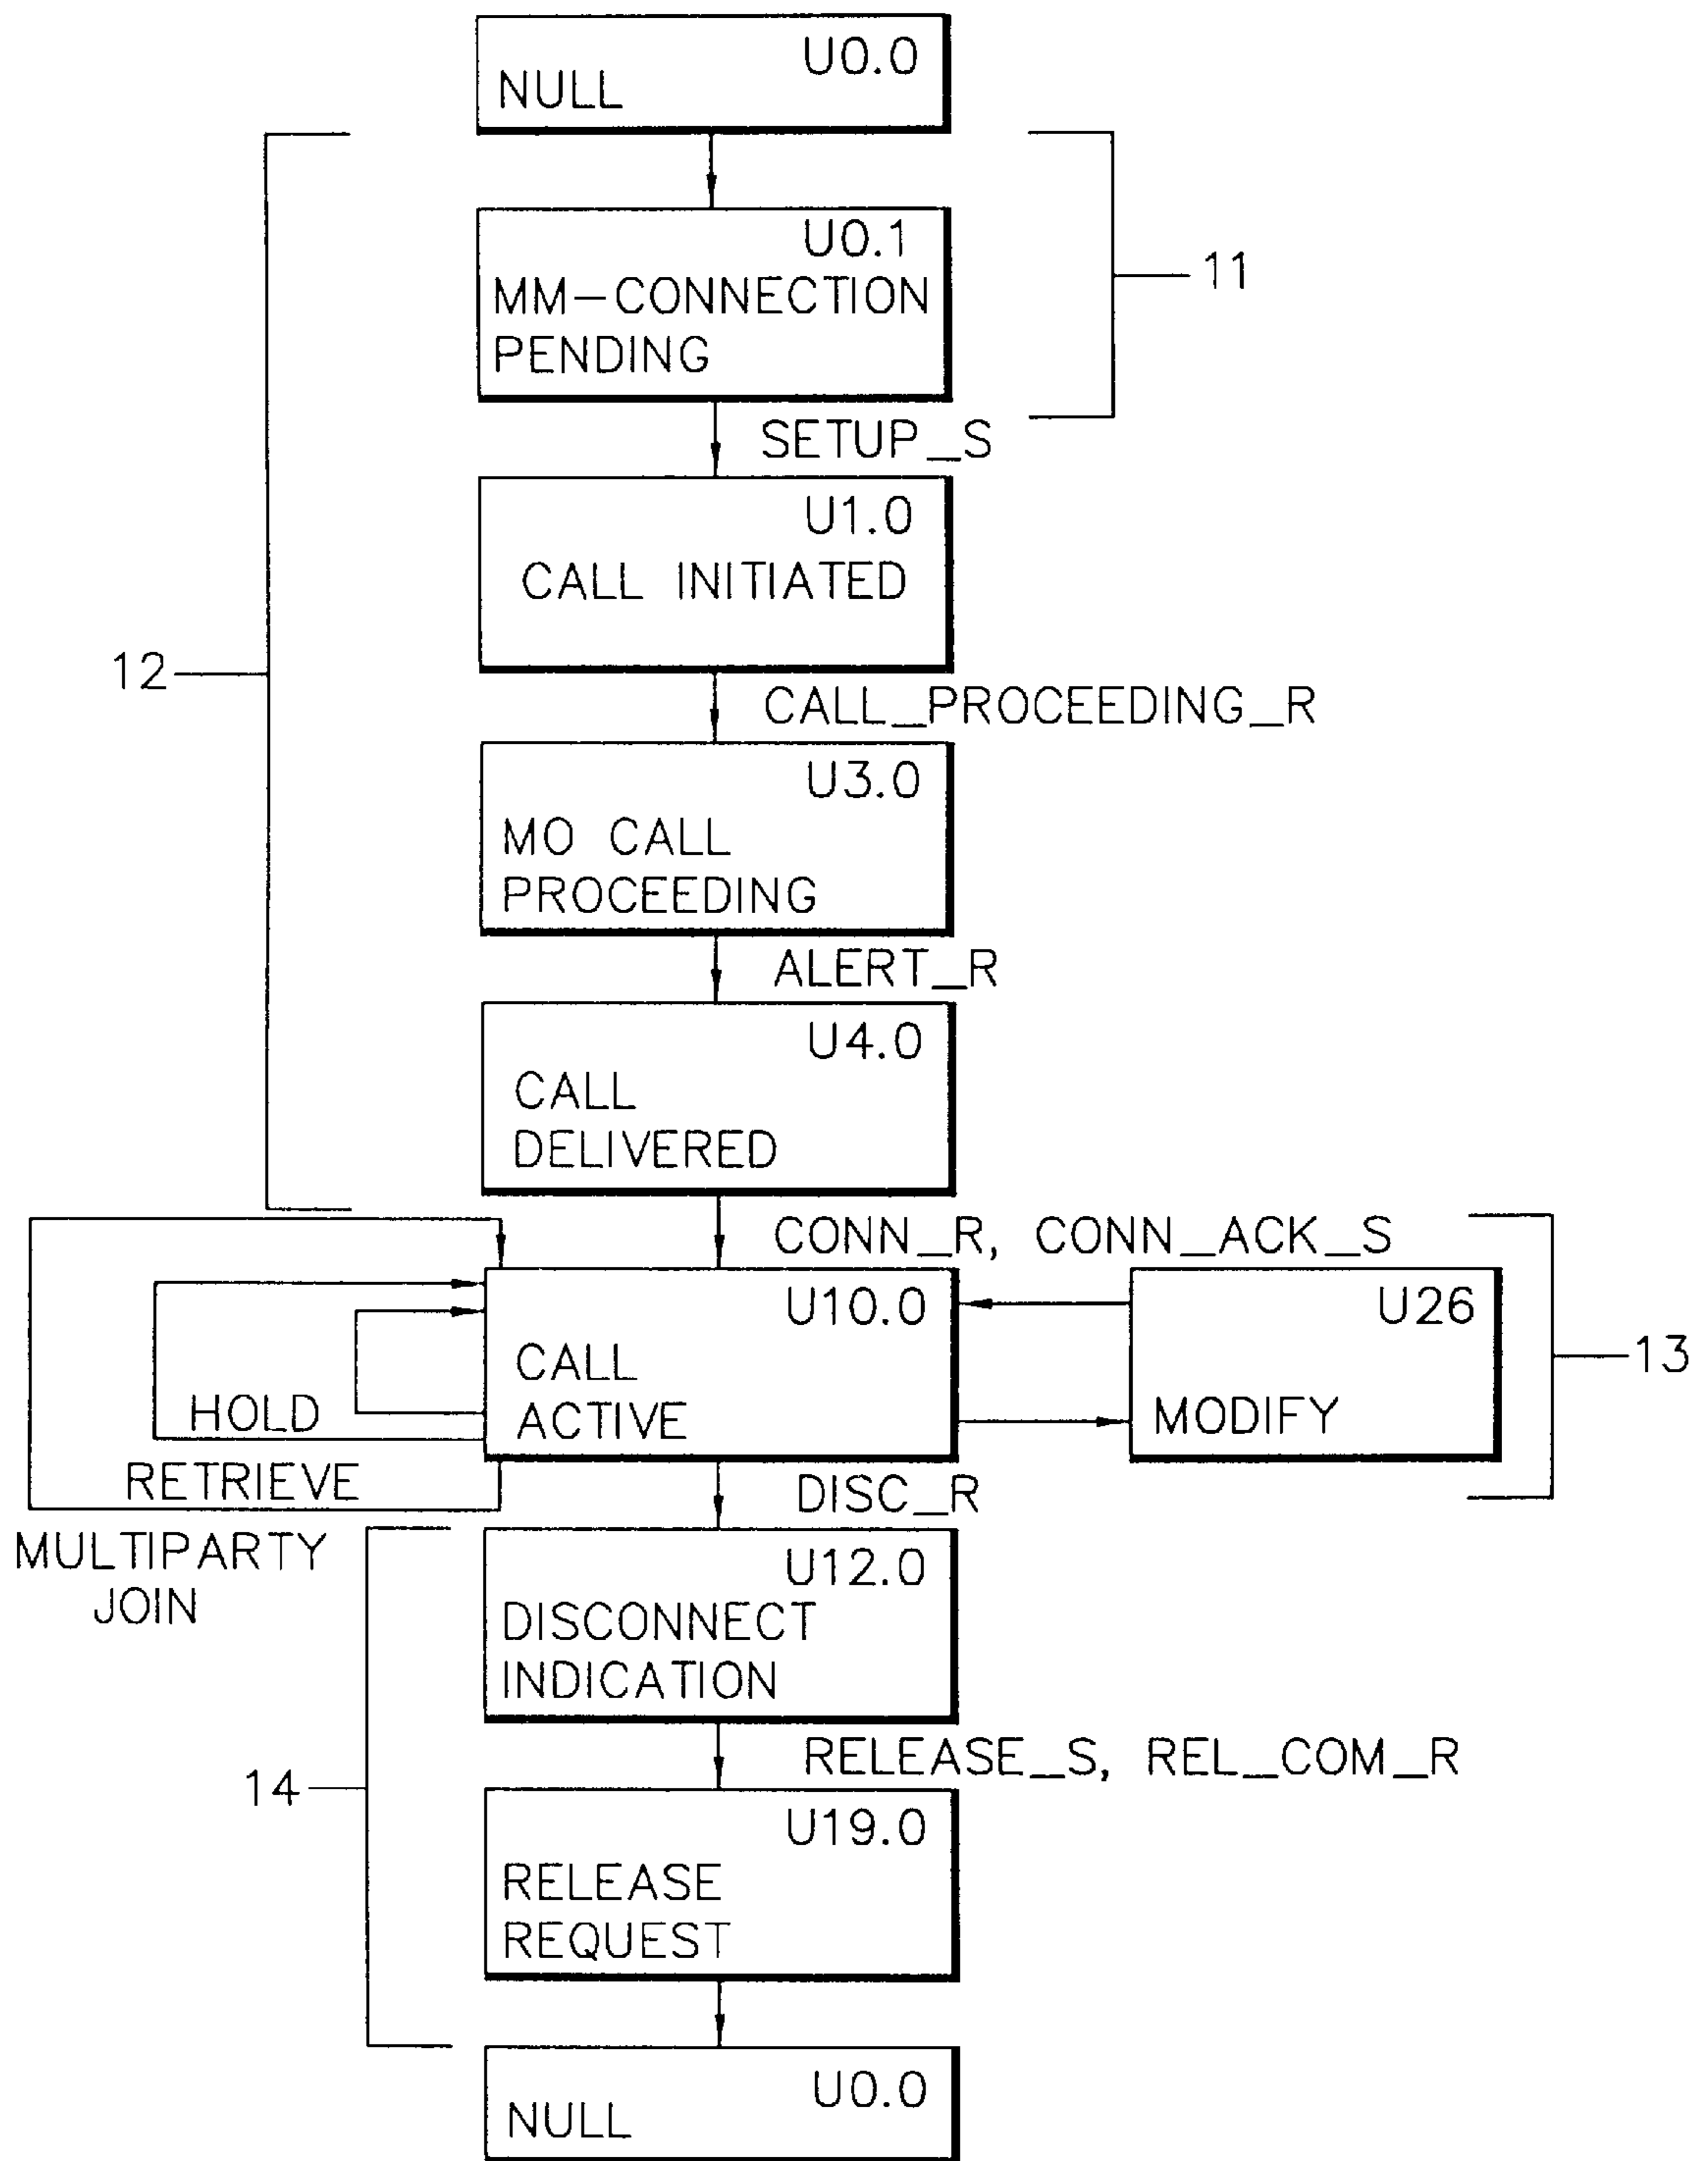 U0.0
NULL
U0.1
MM-CONNECTION
PENDING
11
SETUP_S
U1.0
CALL INITIATED
12
CALL_PROCEEDING_R
U3.0
MO CALL
PROCEEDING
ALERT_R
U4.0
CALL
DELIVERED
CONN_R, CONN_ACK_S
U10.0
CALL
ACTIVE
U26
MODIFY
13
HOLD
RETRIEVE
MULTIPARTY
JOIN
DISC_R
U12.0
DISCONNECT
INDICATION
14
RELEASE_S, REL_COM_R
U19.0
RELEASE
REQUEST
U0.0
NULL